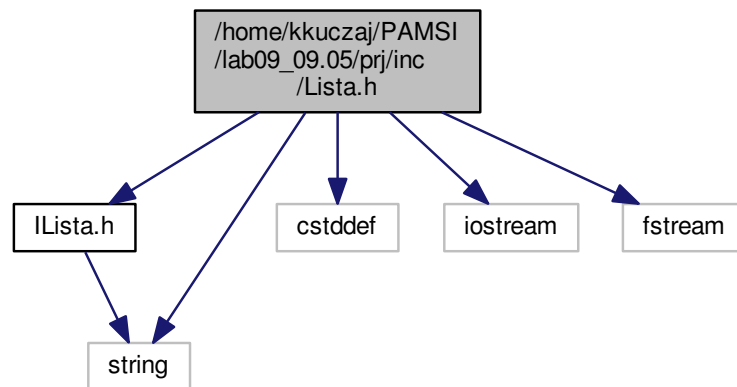 /home/kkuczaj/PAMSI
/lab09_09.05/prj/inc
/Lista.h
ILista.h
cstddef
iostream
fstream
string